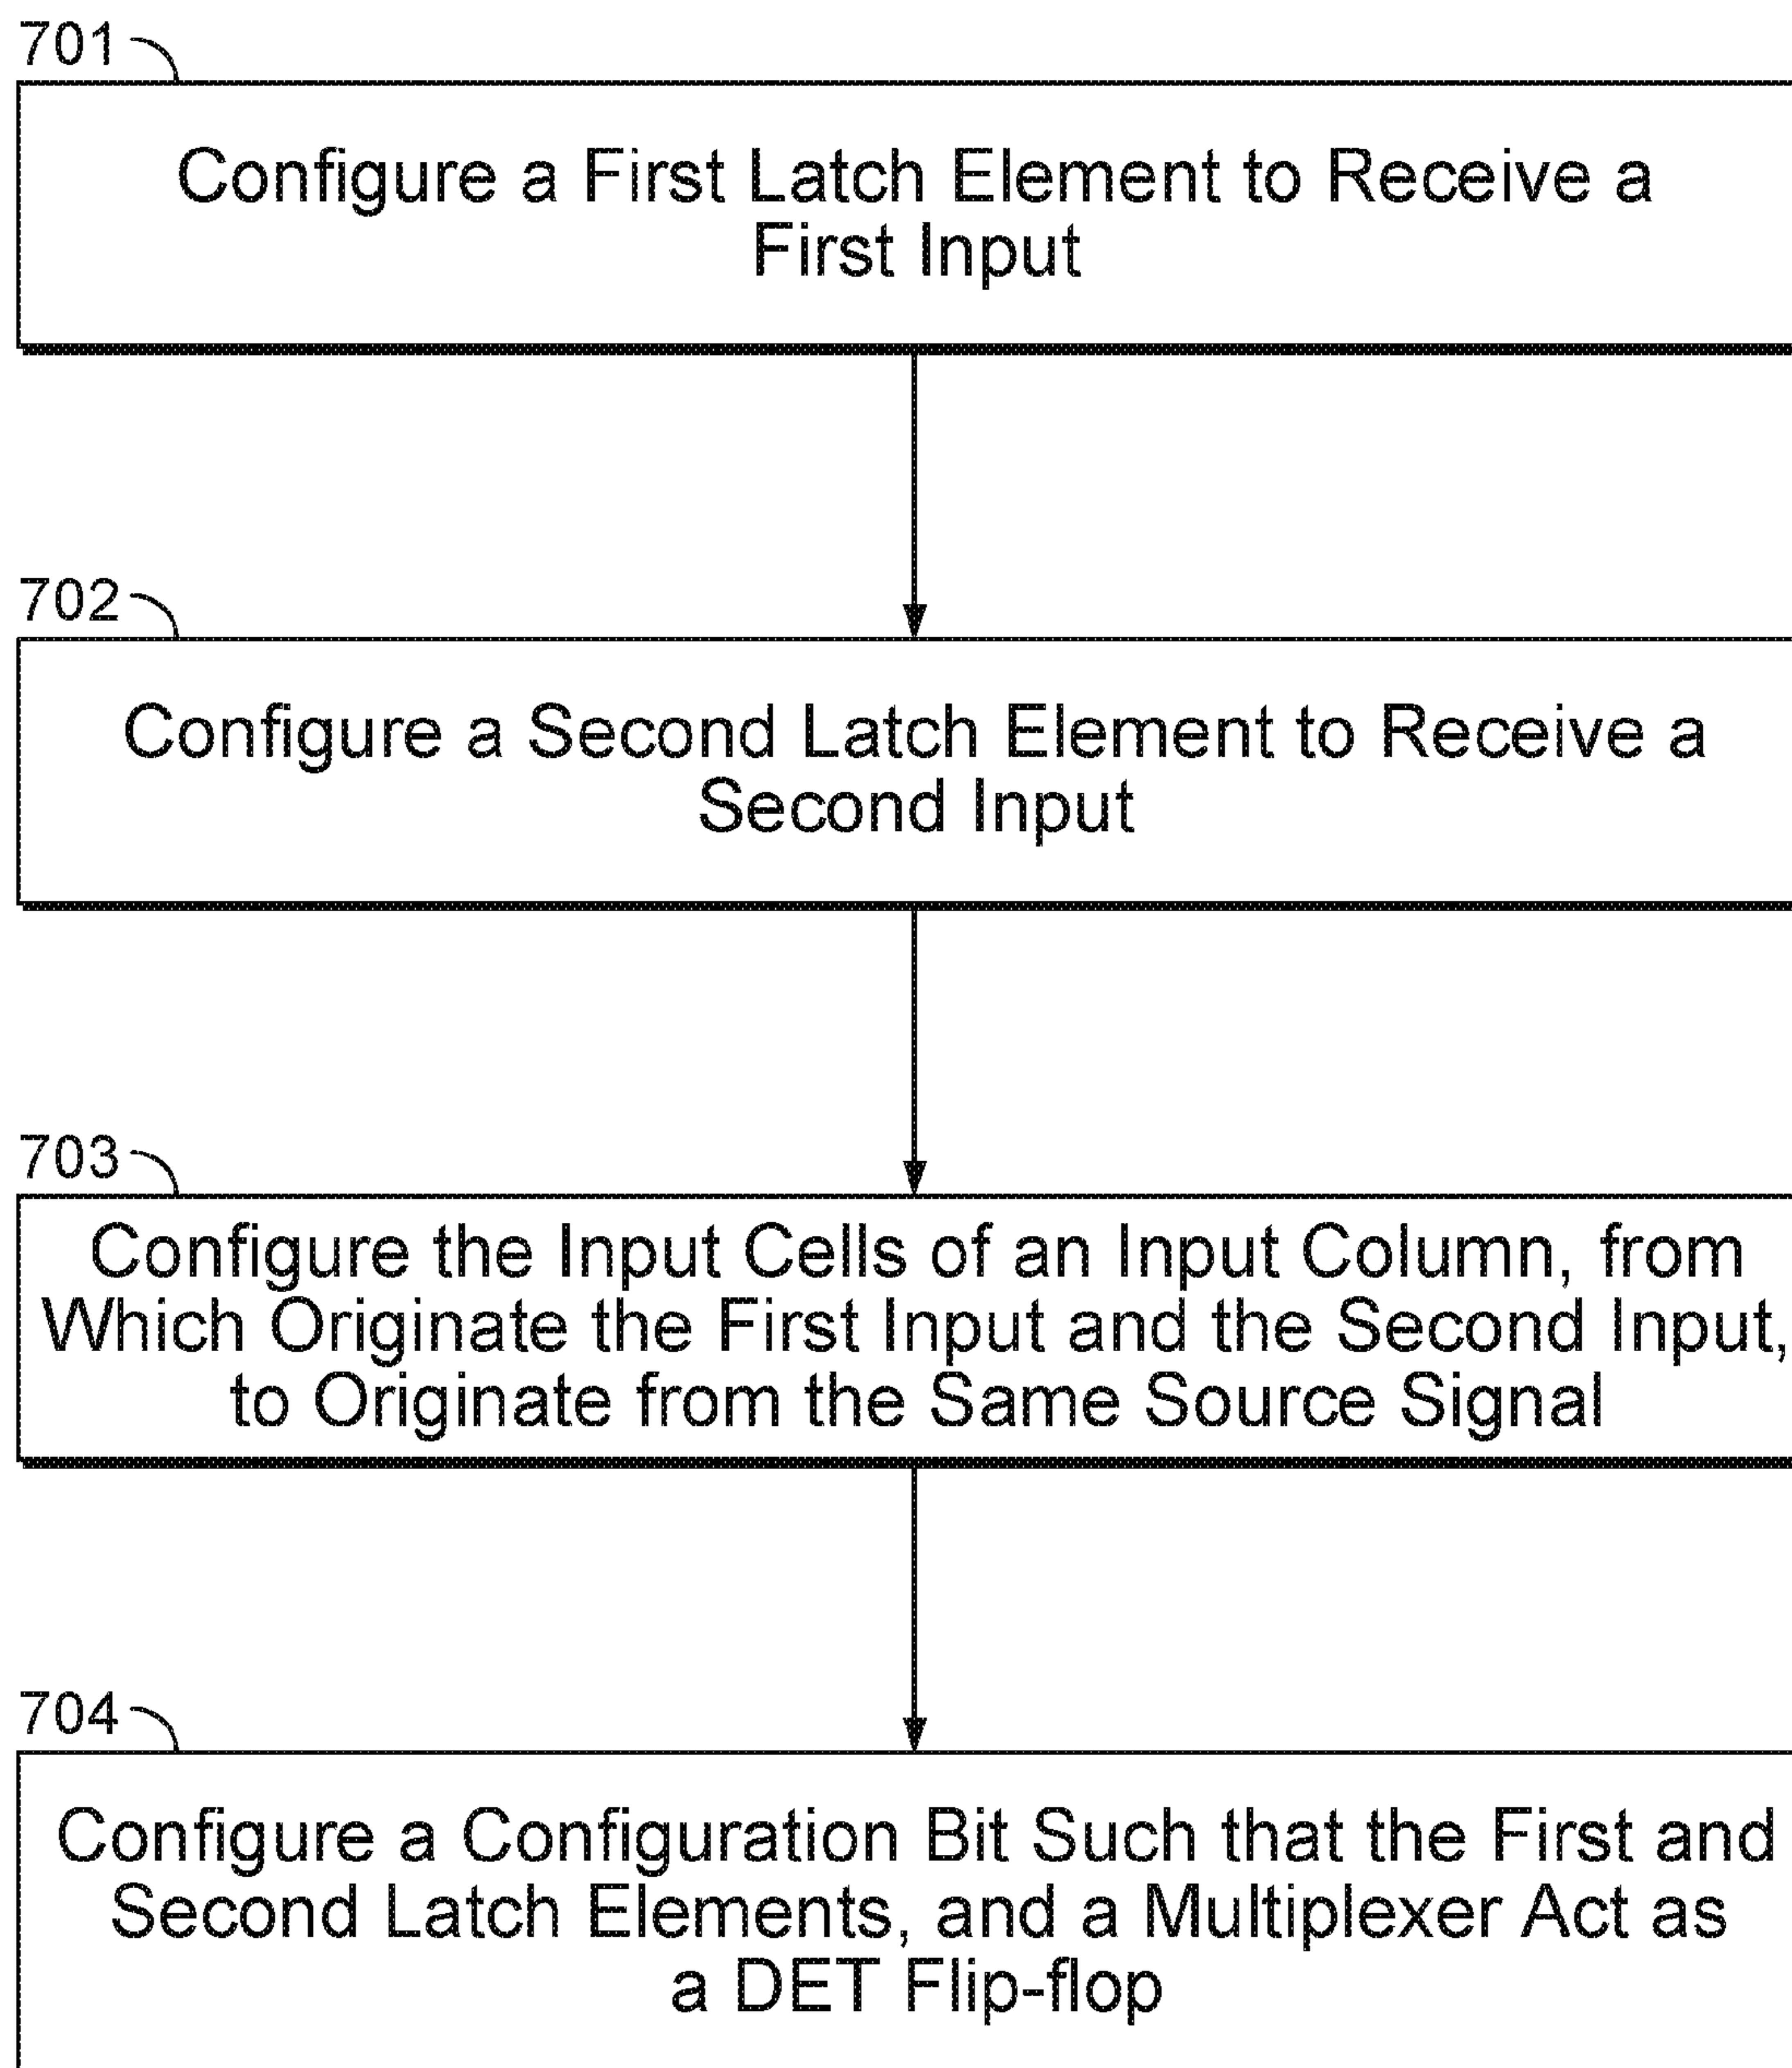 701
Configure a First Latch Element to Receive a
First Input
702
Configure a Second Latch Element to Receive a
Second Input
703
Configure the Input Cells of an Input Column, from
Which Originate the First Input and the Second Input,
to Originate from the Same Source Signal
704
Configure a Configuration Bit Such that the First and
Second Latch Elements, and a Multiplexer Act as
a DET Flip-flop